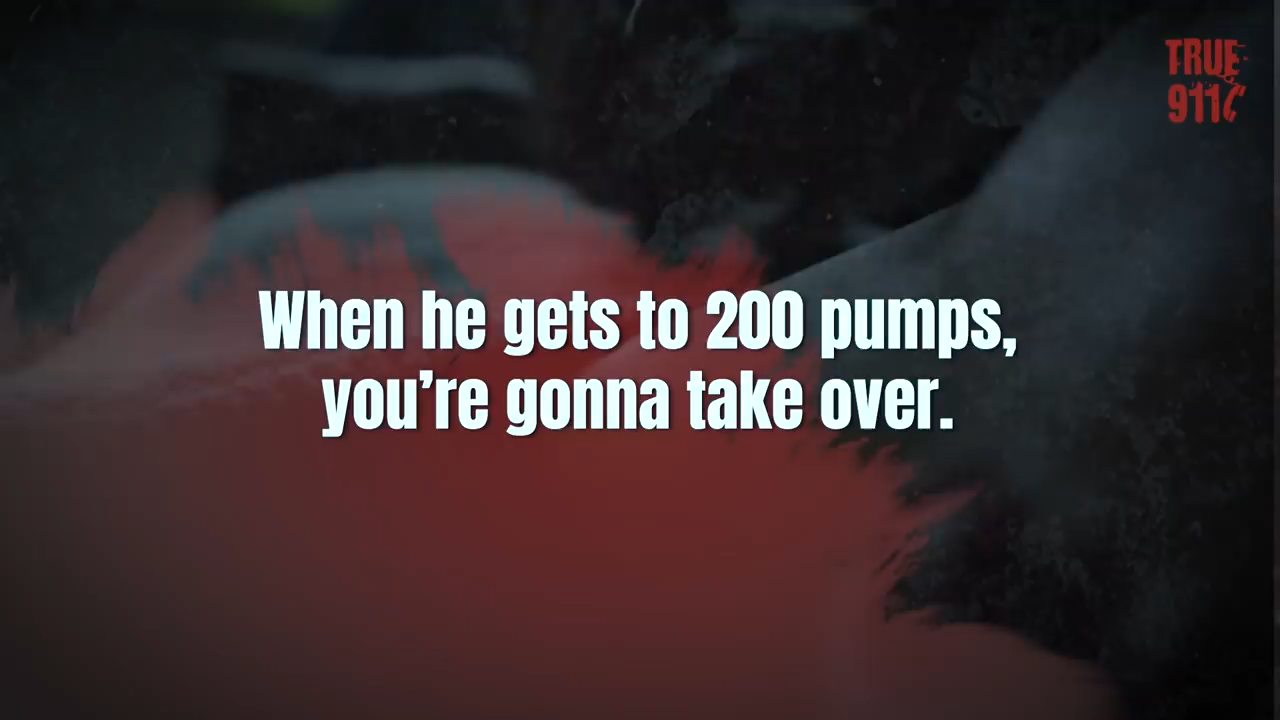 TRUE
911
When he gets to 200 pumps,
you’re gonna take over.